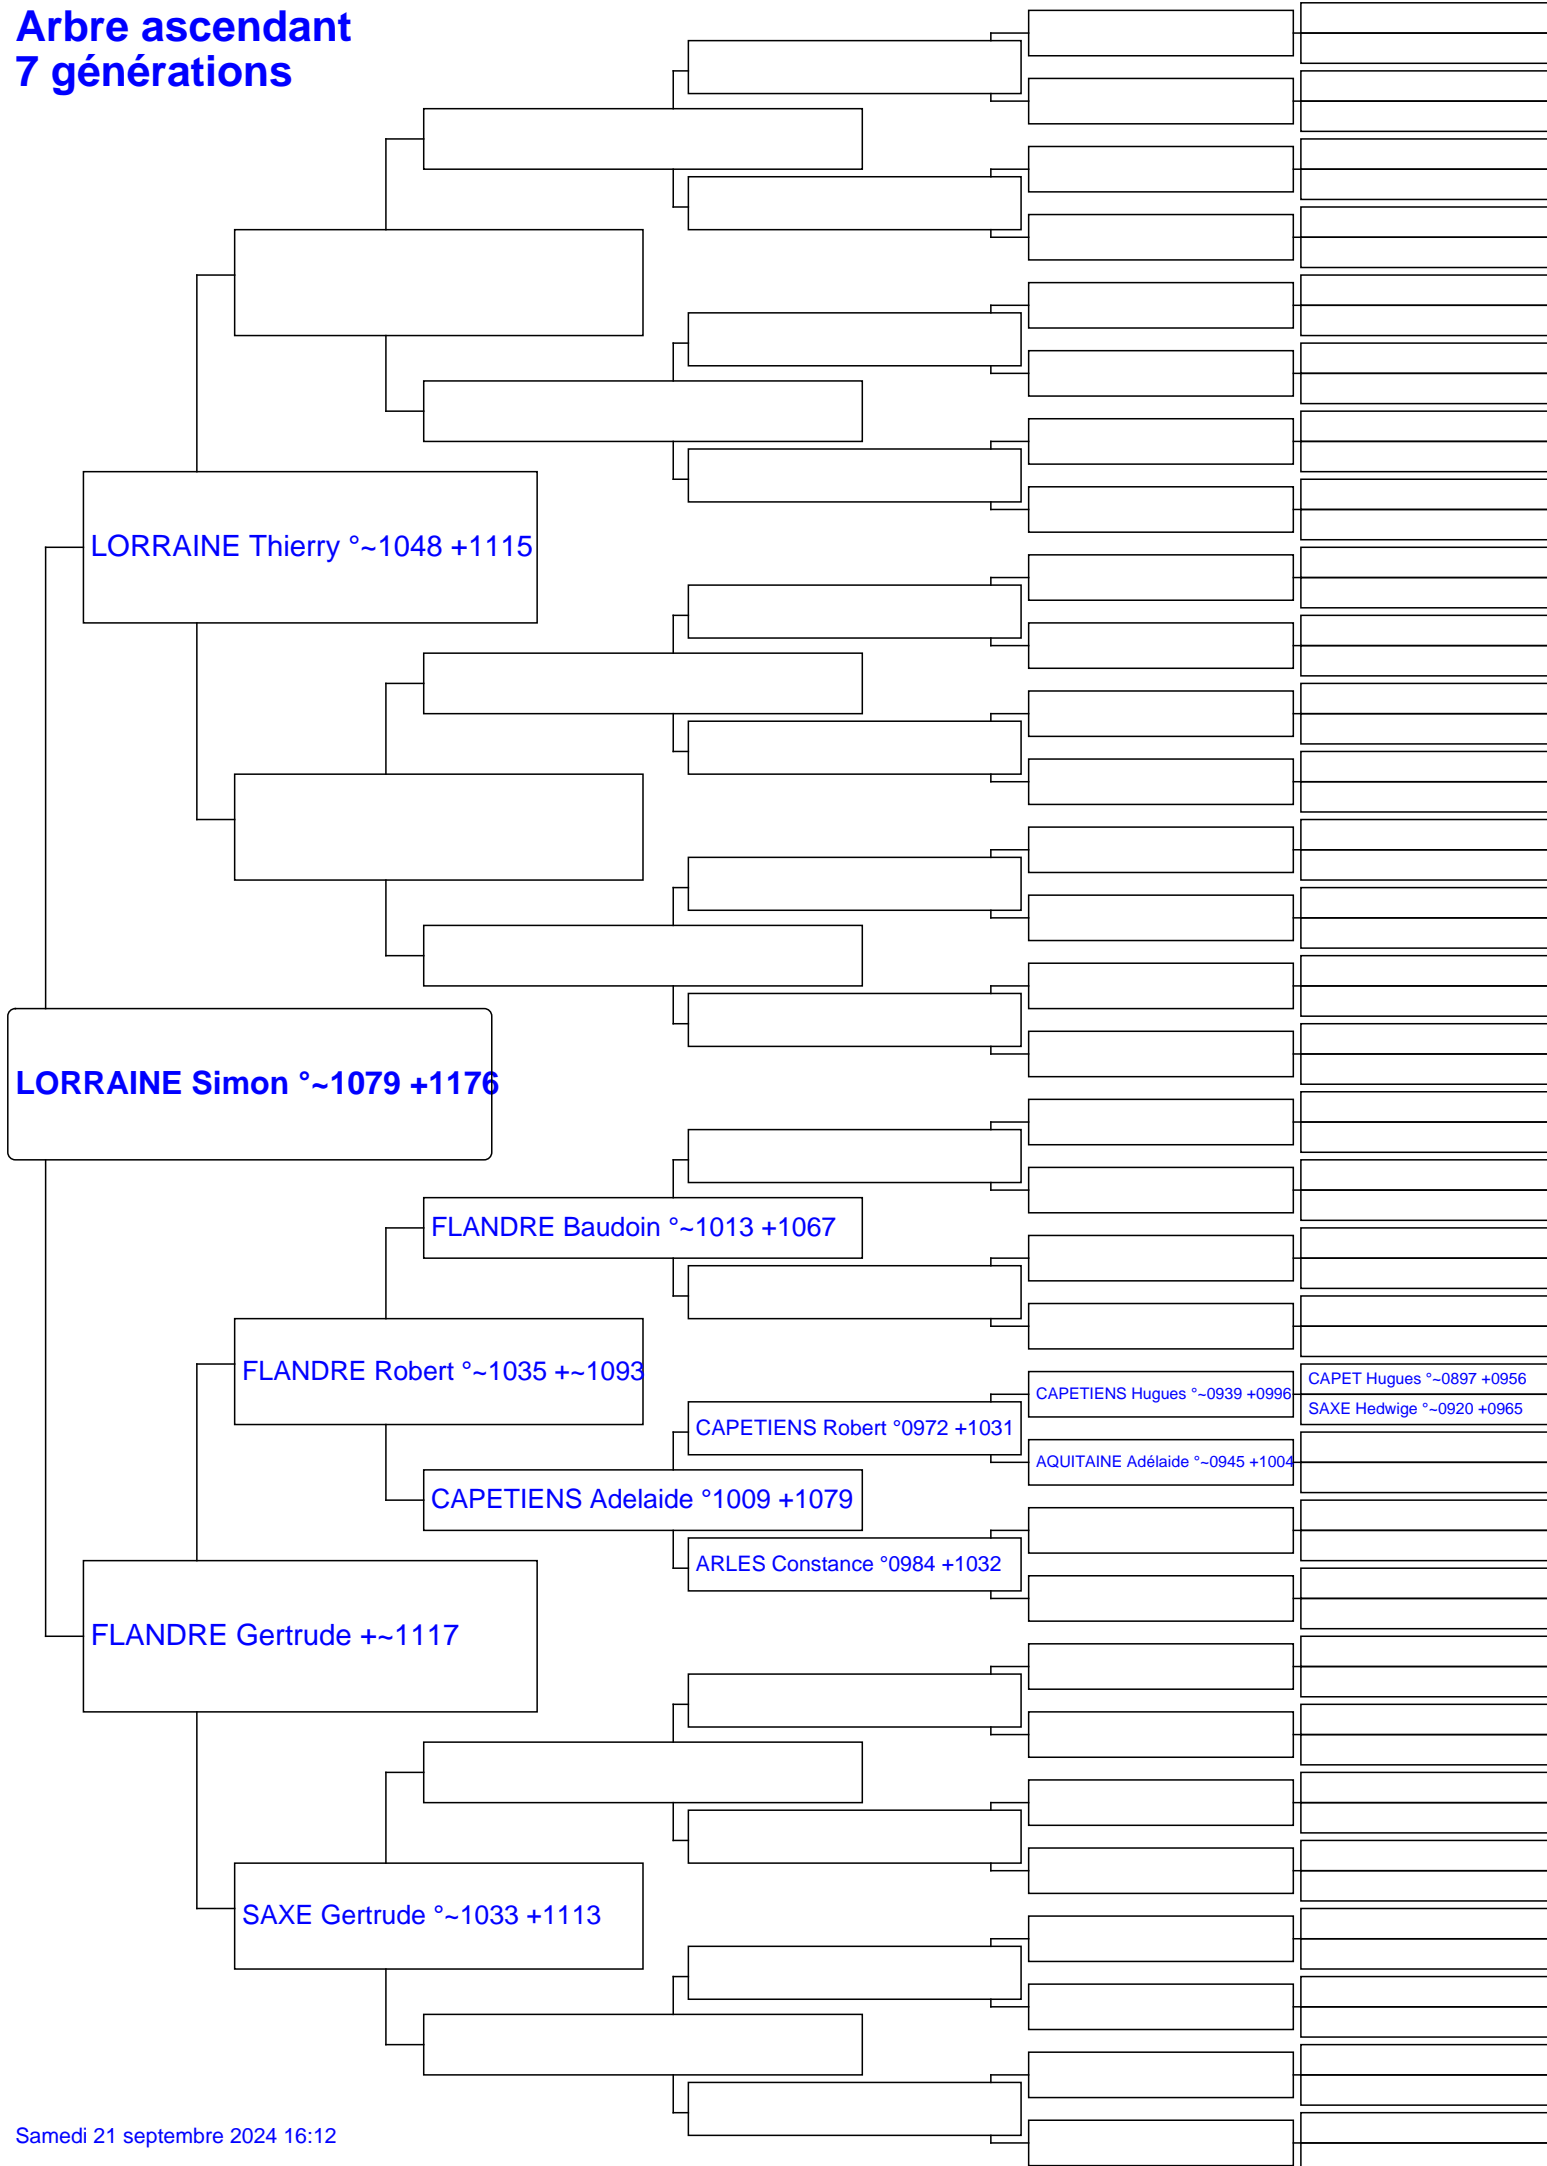 Arbre ascendant
7 générations
LORRAINE Thierry °~1048 +1115
LORRAINE Simon °~1079 +1176
FLANDRE Baudoin °~1013 +1067
FLANDRE Robert °~1035 +~1093
CAPET Hugues °~0897 +0956
CAPETIENS Hugues °~0939 +0996
SAXE Hedwige °~0920 +0965
CAPETIENS Robert °0972 +1031
AQUITAINE Adélaide °~0945 +1004
CAPETIENS Adelaide °1009 +1079
ARLES Constance °0984 +1032
FLANDRE Gertrude +~1117
SAXE Gertrude °~1033 +1113
Samedi 21 septembre 2024 16:12